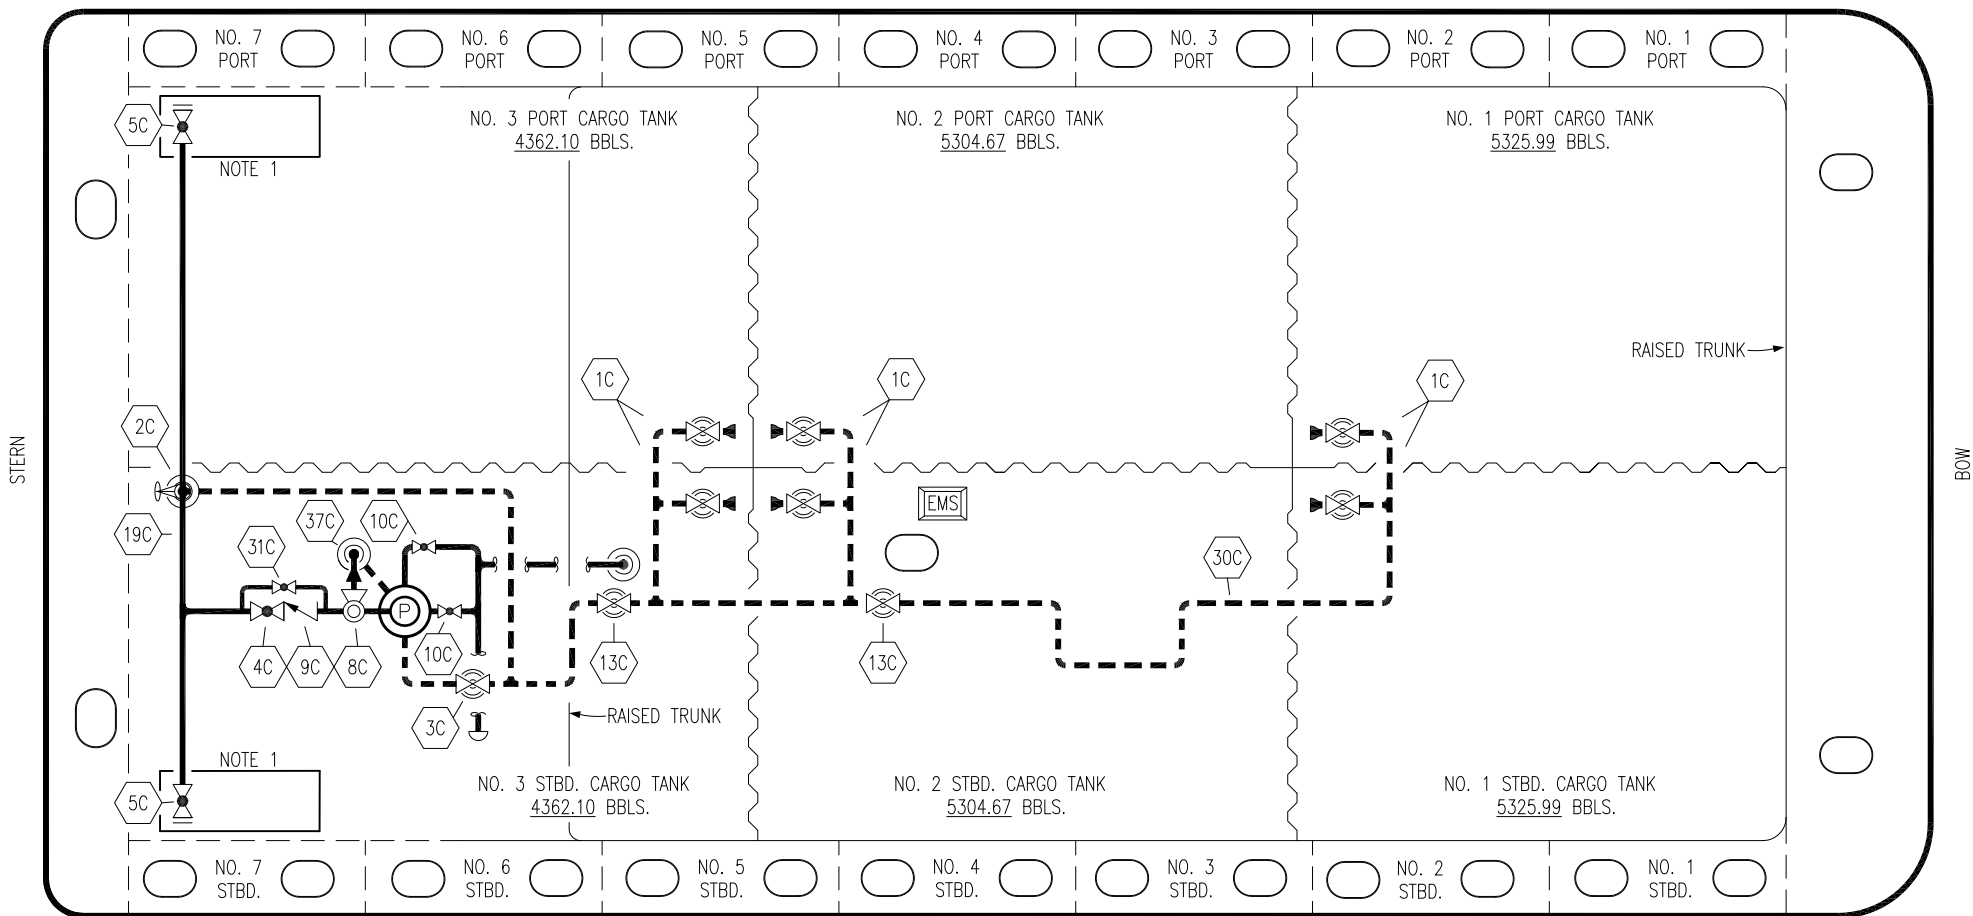 NO. 7
PORT
NO. 6
PORT
NO. 5
PORT
NO. 4
PORT
NO. 3
PORT
NO. 2
PORT
NO. 1
PORT
5C
NOTE 1
NO. 3 PORT CARGO TANK
4362.10 BBLS.
NO. 2 PORT CARGO TANK
5304.67 BBLS.
NO. 1 PORT CARGO TANK
5325.99 BBLS.
RAISED TRUNK
1C
1C
1C
2C
STERN
BOW
EMS
37C
10C
19C
31C
30C
P
4C
9C
8C
10C
13C
13C
3C
RAISED TRUNK
NOTE 1
5C
NO. 3 STBD. CARGO TANK
4362.10 BBLS.
NO. 2 STBD. CARGO TANK
5304.67 BBLS.
NO. 1 STBD. CARGO TANK
5325.99 BBLS.
NO. 7
STBD.
NO. 6
STBD.
NO. 5
STBD.
NO. 4
STBD.
NO. 3
STBD.
NO. 2
STBD.
NO. 1
STBD.